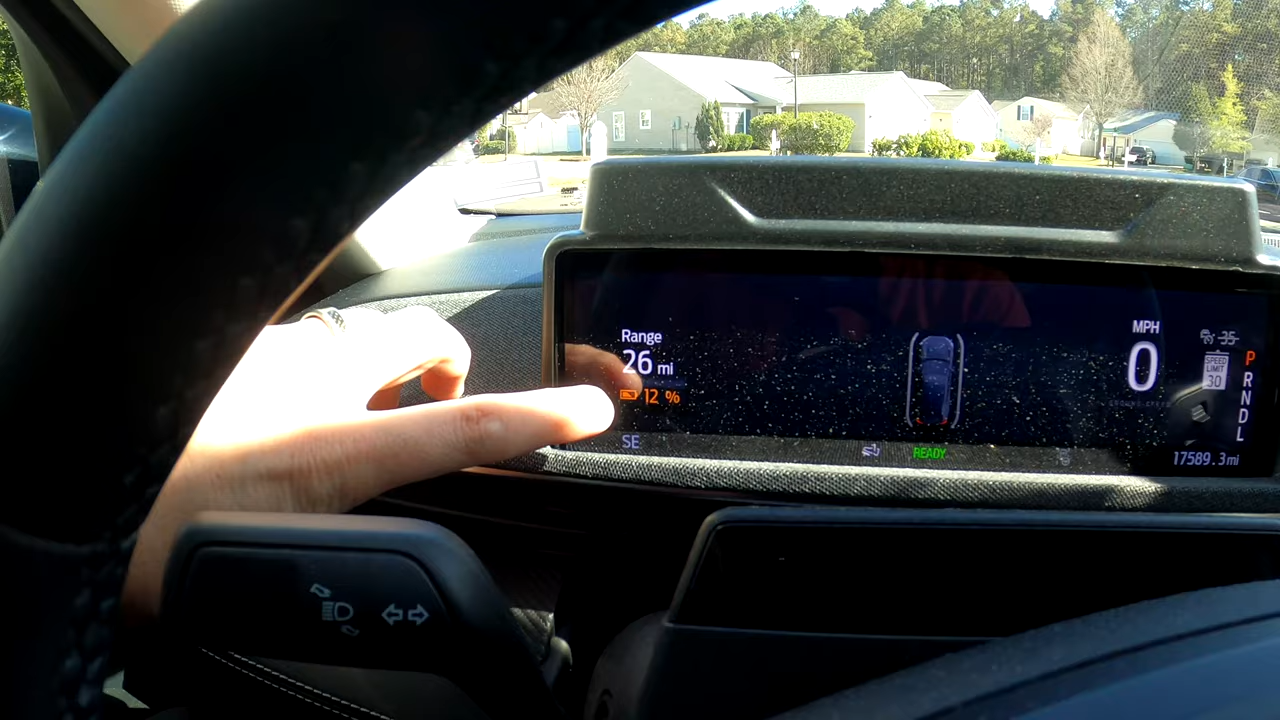 Range
26 mi
12 %
SE
READY
MPH
0
35
SPEED
LIMIT
30
P
R
N
D
L
17589.3mi